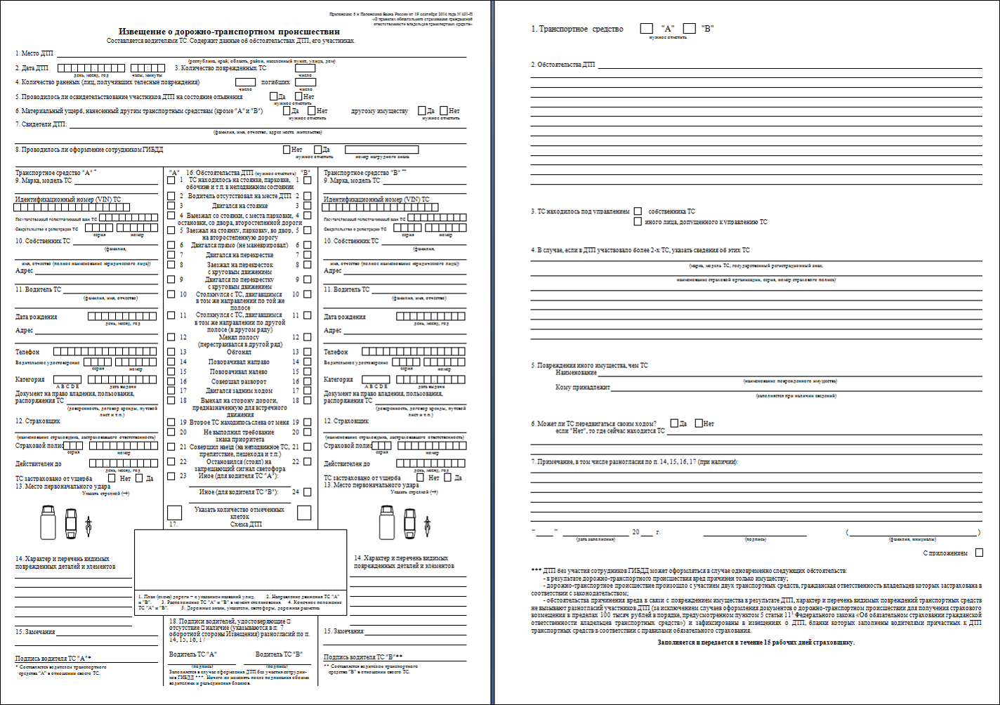 Приложение 5 к Положению Банка России от 19 сентября 2014 года N 431-П
«О правилах обязательного страхования гражданской
ответственности владельцев транспортных средств»
Извещение о дорожно-транспортном происшествии
Составляется водителями ТС. Содержит данные об обстоятельствах ДТП, его участниках.
1. Место ДТП
(республика, край, область, район, населенный пункт, улица, дом)
2. Дата ДТП 3. Количество поврежденных ТС
день, месяц, год часы, минуты число
4. Количество раненых (лиц, получивших телесные повреждения) погибших
число число
5. Проводилось ли освидетельствование участников ДТП на состояние опьянения Да Нет
нужное отметить
6. Материальный ущерб, нанесенный другим транспортным средствам (кроме "А" и "В") Да Нет другому имуществу Да Нет
нужное отметить нужное отметить
7. Свидетели ДТП:
(фамилия, имя, отчество, адрес места жительства)
8. Проводилось ли оформление сотрудником ГИБДД Нет Да
нужное отметить номер нагрудного знака
Транспортное средство "А" *
9. Марка, модель ТС
Идентификационный номер (VIN) ТС
Государственный регистрационный знак ТС
Свидетельство о регистрации ТС
серия номер
10. Собственник ТС
(фамилия,
имя, отчество (полное наименование юридического лица))
Адрес
11. Водитель ТС
(фамилия, имя, отчество)
Дата рождения
день, месяц, год
Адрес
Телефон
Водительское удостоверение
серия номер
Категория
A B C D E дата выдачи
Документ на право владения, пользования,
распоряжения ТС
(доверенность, договор аренды, путевой
лист и т.п.)
12. Страховщик
(наименование страховщика, застраховавшего ответственность)
Страховой полис
серия номер
Действителен до
день, месяц, год
ТС застраховано от ущерба Нет Да
13. Место первоначального удара
Указать стрелкой (→)
14. Характер и перечень видимых
поврежденных деталей и элементов
15. Замечания
Подпись водителя ТС "А"*
* Составляется водителем транспортного
средства "А" в отношении своего ТС.
"А" 16. Обстоятельства ДТП (нужное отметить) "В"
1 ТС находилось на стоянке, парковке, 1
обочине и т.п. в неподвижном состоянии
2 Водитель отсутствовал на месте ДТП 2
3 Двигался на стоянке 3
4 Выезжал со стоянки, с места парковки, 4
остановки, со двора, второстепенной дороги
5 Заезжал на стоянку, парковку, во двор, 5
на второстепенную дорогу
6 Двигался прямо (не маневрировал) 6
7 Двигался на перекрестке 7
8 Заезжал на перекресток 8
с круговым движением
9 Двигался по перекрестку 9
с круговым движением
10 Столкнулся с ТС, двигавшимся 10
в том же направлении по той же
полосе
11 Столкнулся с ТС, двигавшимся 11
в том же направлении по другой
полосе (в другом ряду)
12 Менял полосу 12
(перестраивался в другой ряд)
13 Обгонял 13
14 Поворачивал направо 14
15 Поворачивал налево 15
16 Совершал разворот 16
17 Двигался задним ходом 17
18 Выехал на сторону дороги, 18
предназначенную для встречного
движения
19 Второе ТС находилось слева от меня 19
20 Не выполнил требование 20
знака приоритета
21 Совершил наезд (на неподвижное ТС, 21
препятствие, пешехода и т.п.)
22 Остановился (стоял) на 22
запрещающий сигнал светофора
23 Иное (для водителя ТС "А"):
Иное (для водителя ТС "В"): 24
Указать количество отмеченных
клеток
17. Схема ДТП
1. План (схема) дороги – с указанием названий улиц. 2. Направление движения ТС "А"
и "В". 3. Расположение ТС "А" и "В" в момент столкновения. 4. Конечное положение
ТС "А" и "В". 5. Дорожные знаки, указатели, светофоры, дорожная разметка.
18. Подписи водителей, удостоверяющие □
отсутствие □ наличие (указываются в п. 7
оборотной стороны Извещения) разногласий по п.
14, 15, 16, 17
Водитель ТС "А" Водитель ТС "В"
(подпись) (подпись)
Заполняется в случае оформления ДТП без участия сотрудни-
ков ГИБДД ***. Ничего не изменять после подписания обоими
водителями и разъединения бланков.
Транспортное средство "В" **
9. Марка, модель ТС
Идентификационный номер (VIN) ТС
Государственный регистрационный знак ТС
Свидетельство о регистрации ТС
серия номер
10. Собственник ТС
(фамилия,
имя, отчество (полное наименование юридического лица))
Адрес
11. Водитель ТС
(фамилия, имя, отчество)
Дата рождения
день, месяц, год
Адрес
Телефон
Водительское удостоверение
серия номер
Категория
A B C D E дата выдачи
Документ на право владения, пользования,
распоряжения ТС
(доверенность, договор аренды, путевой
лист и т.п.)
12. Страховщик
(наименование страховщика, застраховавшего ответственность)
Страховой полис
серия номер
Действителен до
день, месяц, год
ТС застраховано от ущерба Нет Да
13. Место первоначального удара
Указать стрелкой (→)
14. Характер и перечень видимых
поврежденных деталей и элементов
15. Замечания
Подпись водителя ТС "В"**
** Составляется водителем транспортного
средства "В" в отношении своего ТС.
1. Транспортное средство "А" "В"
нужное отметить
2. Обстоятельства ДТП
3. ТС находилось под управлением собственника ТС
иного лица, допущенного к управлению ТС
4. В случае, если в ДТП участвовало более 2-х ТС, указать сведения об этих ТС
(марка, модель ТС, государственный регистрационный знак,
наименование страховой организации, серия, номер страхового полиса)
5. Повреждения иного имущества, чем ТС
Наименование
(наименование поврежденного имущества)
Кому принадлежит
(заполняется при наличии сведений)
6. Может ли ТС передвигаться своим ходом? Да Нет
если "Нет", то где сейчас находится ТС
7. Примечание, в том числе разногласия по п. 14, 15, 16, 17 (при наличии):
" " 20 г. ( )
(дата заполнения) (подпись) (фамилия, инициалы)
С приложением
*** ДТП без участия сотрудников ГИБДД может оформляться в случае одновременно следующих обстоятельств:
- в результате дорожно-транспортного происшествия вред причинен только имуществу;
- дорожно-транспортное происшествие произошло с участием двух транспортных средств, гражданская ответственность владельцев которых застрахована в
соответствии с законодательством;
- обстоятельства причинения вреда в связи с повреждением имущества в результате ДТП, характер и перечень видимых повреждений транспортных средств
не вызывают разногласий участников ДТП (за исключением случаев оформления документов о дорожно-транспортном происшествии для получения страхового
возмещения в пределах 100 тысяч рублей в порядке, предусмотренном пунктом 5 статьи 11¹ Федерального закона «Об обязательном страховании гражданской
ответственности владельцев транспортных средств») и зафиксированы в извещениях о ДТП, бланки которых заполнены водителями причастных к ДТП
транспортных средств в соответствии с правилами обязательного страхования.
Заполняется и передается в течение 15 рабочих дней страховщику.